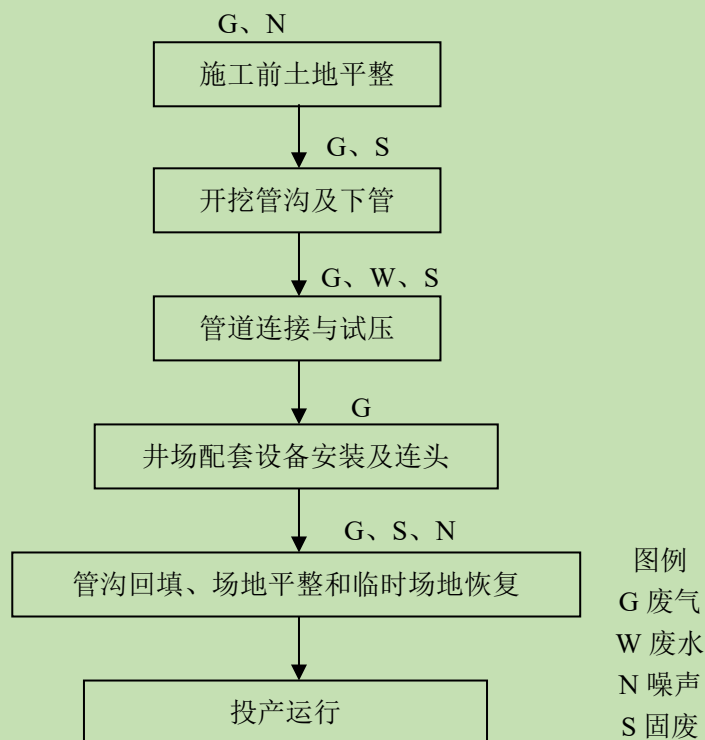 G、N
施工前土地平整
G、S
开挖管沟及下管
G、W、S
管道连接与试压
G
井场配套设备安装及连头
G、S、N
管沟回填、场地平整和临时场地恢复
投产运行
图例
G 废气
W 废水
N 噪声
S 固废